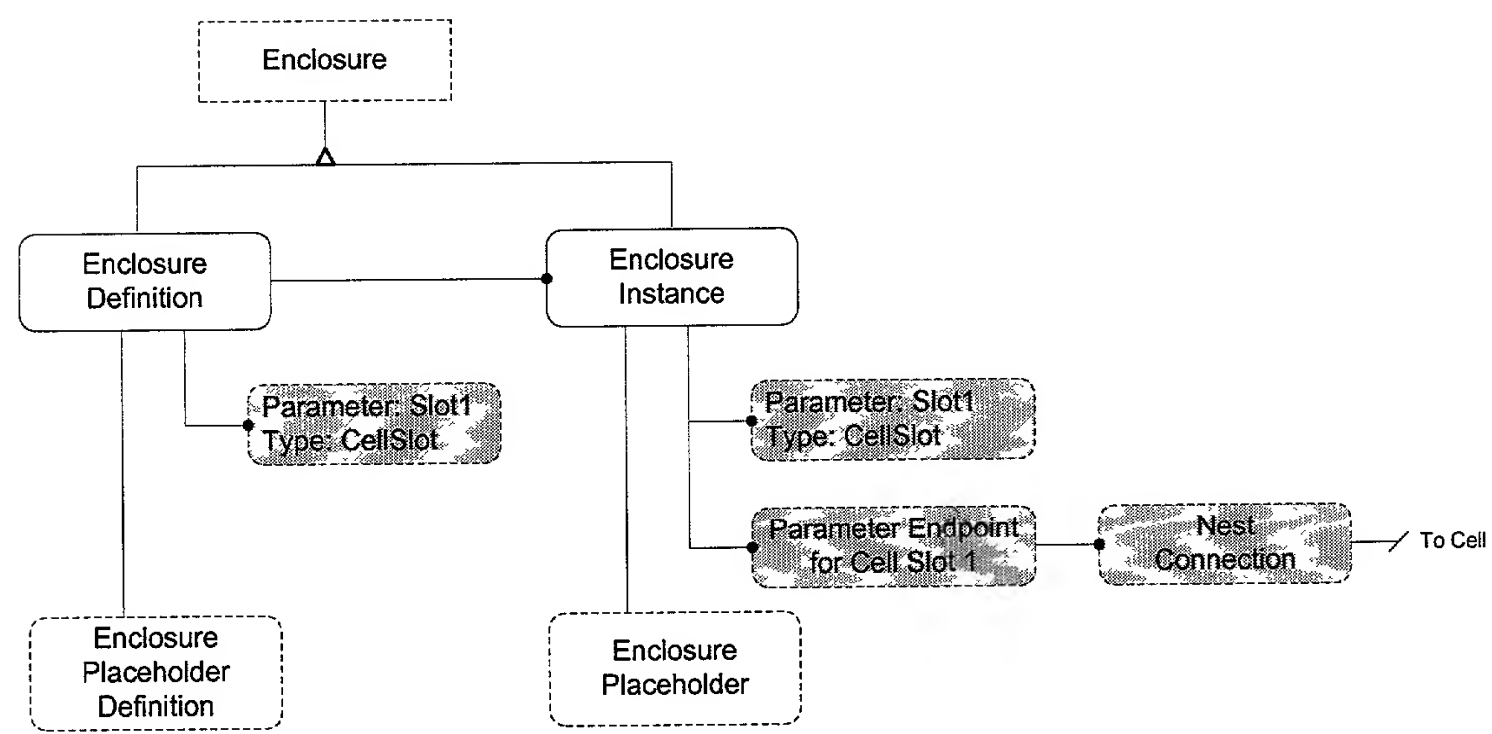 Enclosure
Enclosure
Definition
Enclosure
Instance
Parameter: Slot1
Type: CellSlot
Parameter: Slot1
Type: CellSlot
Parameter Endpoint
for Cell Slot 1
Nest
Connection
To Cell
Enclosure
Placeholder
Definition
Enclosure
Placeholder